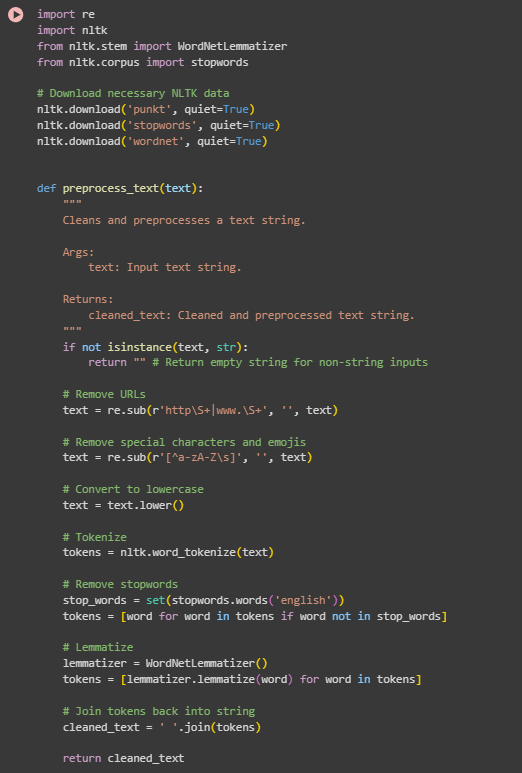 import re
import nltk
from nltk.stem import WordNetLemmatizer
from nltk.corpus import stopwords

# Download necessary NLTK data
nltk.download('punkt', quiet=True)
nltk.download('stopwords', quiet=True)
nltk.download('wordnet', quiet=True)


def preprocess_text(text):
    """
    Cleans and preprocesses a text string.

    Args:
        text: Input text string.

    Returns:
        cleaned_text: Cleaned and preprocessed text string.
    """
    if not isinstance(text, str):
        return "" # Return empty string for non-string inputs

    # Remove URLs
    text = re.sub(r'http\S+|www.\S+', '', text)

    # Remove special characters and emojis
    text = re.sub(r'[^a-zA-Z\s]', '', text)

    # Convert to lowercase
    text = text.lower()

    # Tokenize
    tokens = nltk.word_tokenize(text)

    # Remove stopwords
    stop_words = set(stopwords.words('english'))
    tokens = [word for word in tokens if word not in stop_words]

    # Lemmatize
    lemmatizer = WordNetLemmatizer()
    tokens = [lemmatizer.lemmatize(word) for word in tokens]

    # Join tokens back into string
    cleaned_text = ' '.join(tokens)

    return cleaned_text